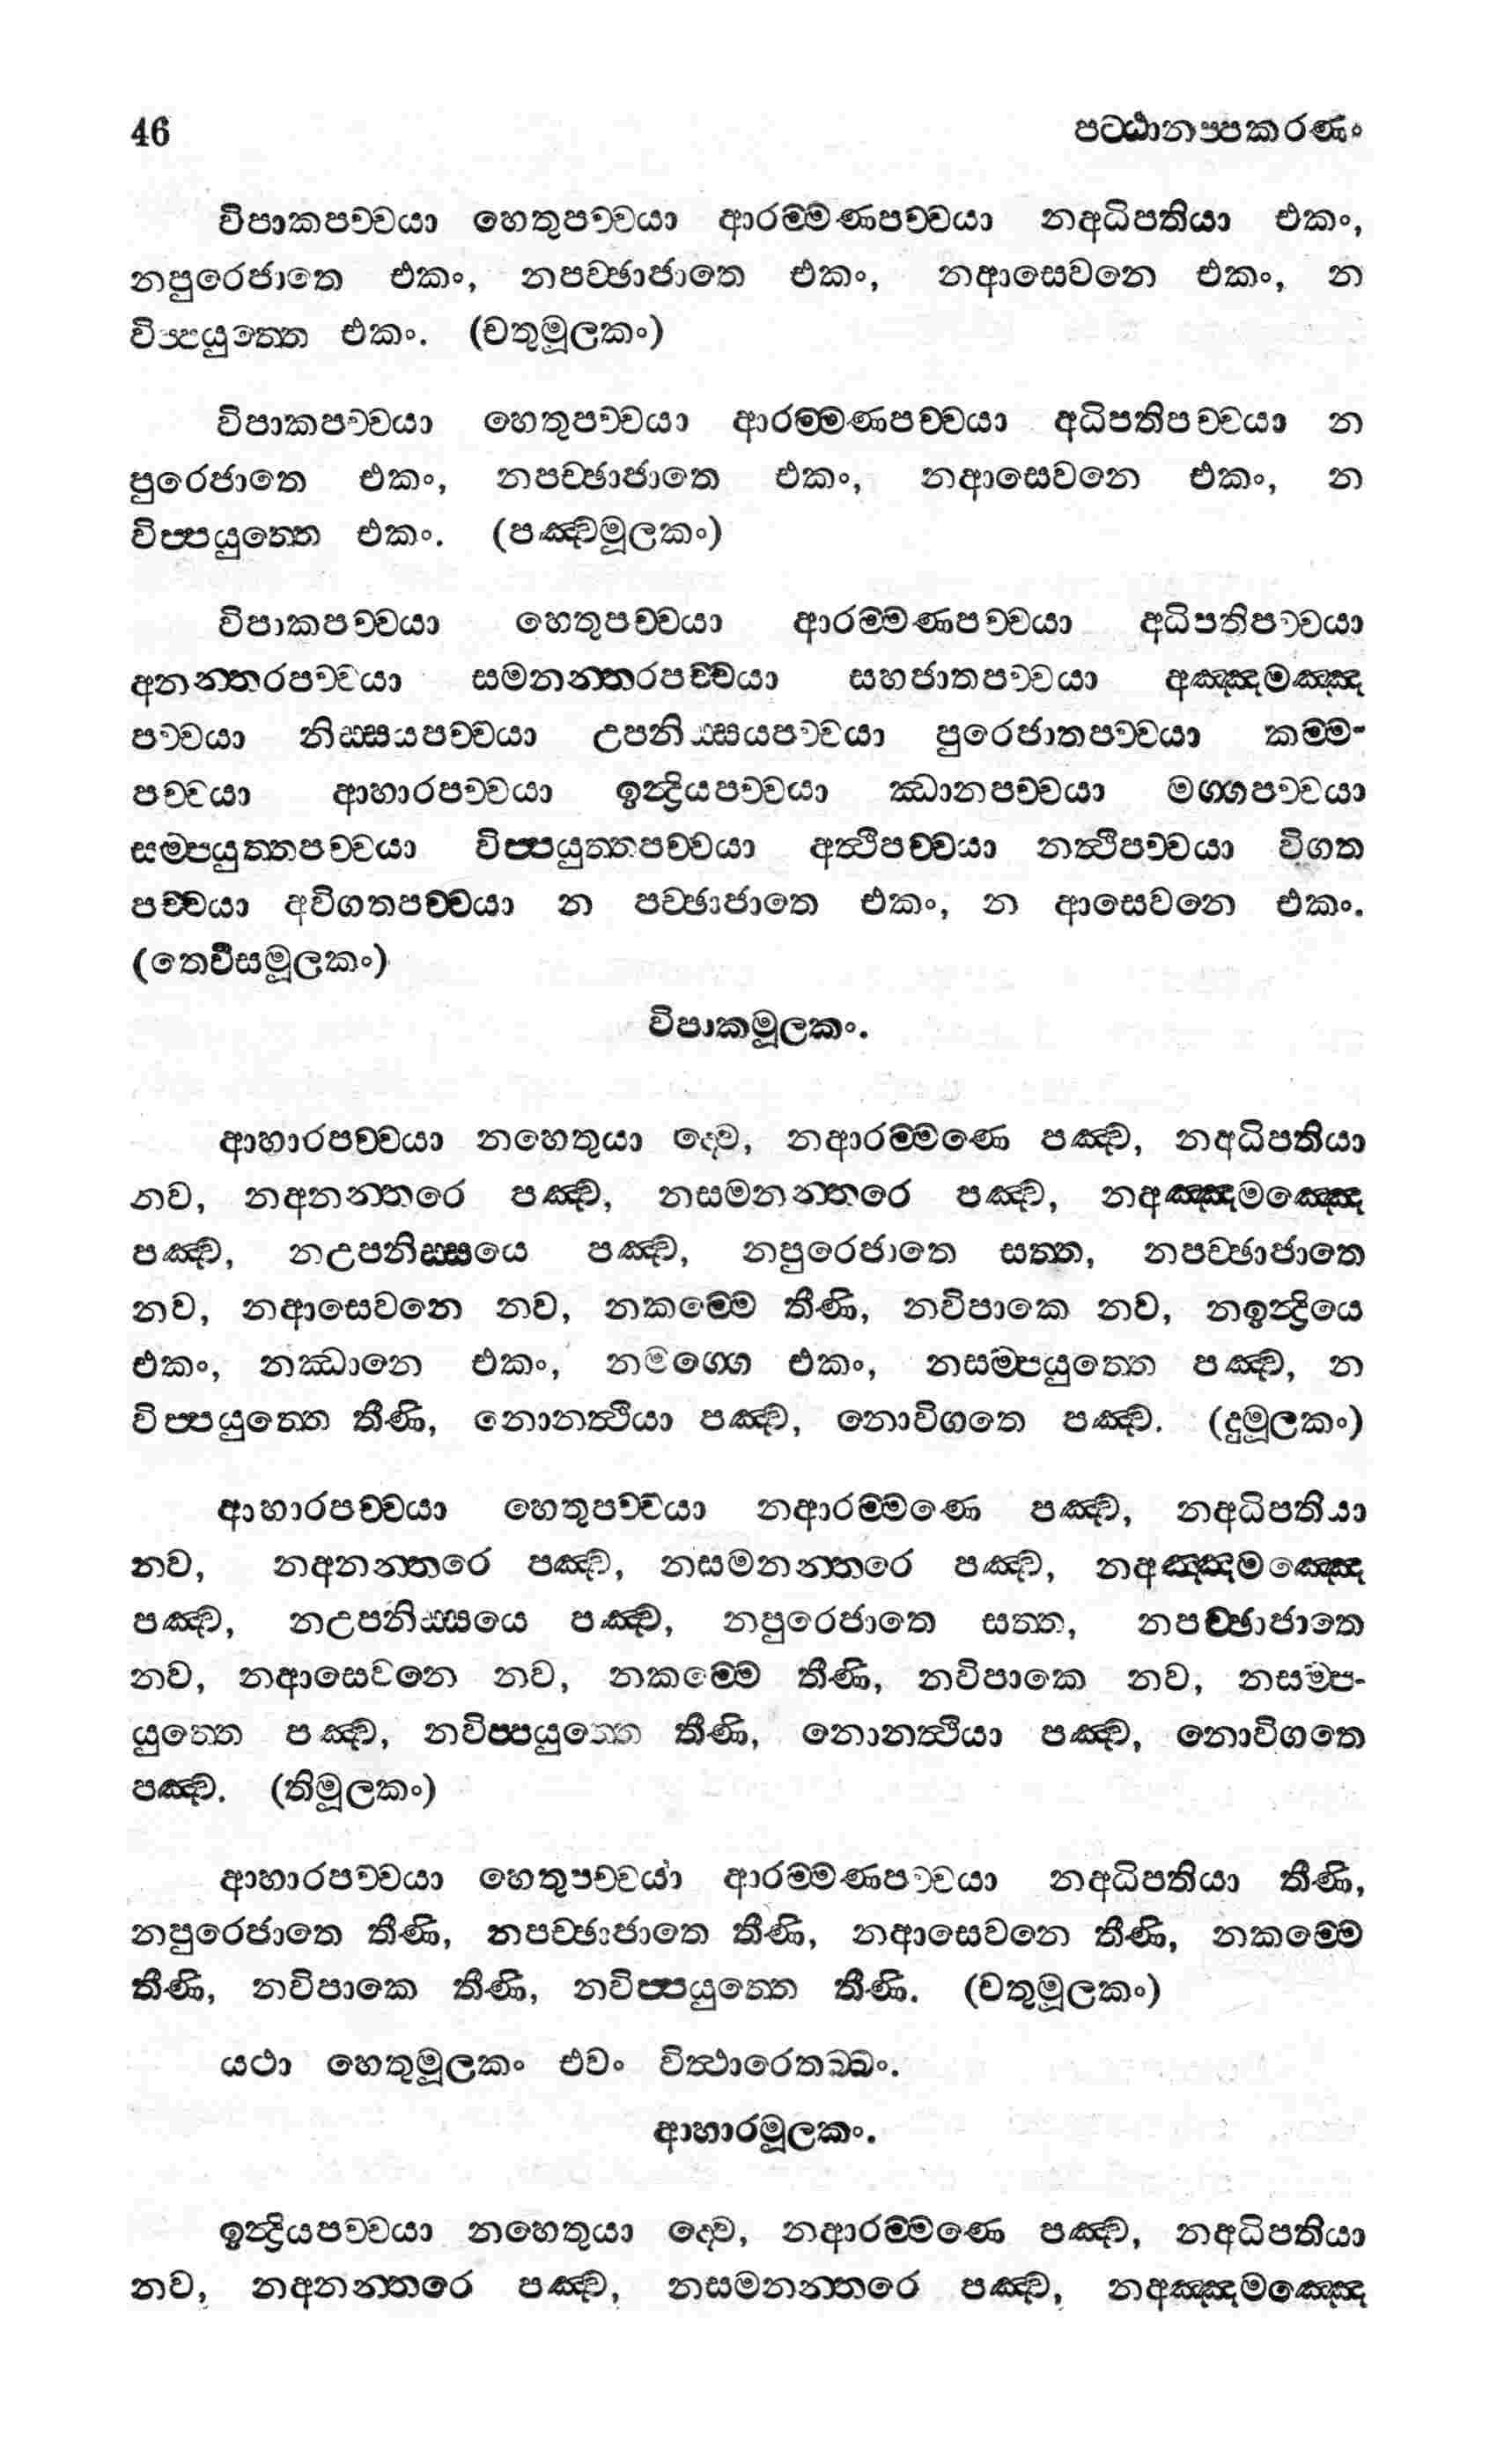 46 පට්ඨානප්පකරණං
විපාකපච්චයා හෙතුපච්චයා ආරම්මණපච්චයා නඅධිපතියා එකං,
නපුරෙජාතෙ එකං, නපච්ඡාජාතෙ එකං, නආසෙවනෙ එකං, න
විප්පයුත්තෙ එකං. (චතුමූලකං)
විපාකපච්චයා හෙතුපච්චයා ආරම්මණපච්චයා අධිපතිපච්චයා න
පුරෙජාතෙ එකං, නපච්ඡාජාතෙ එකං, නආසෙවනෙ එකං, න
විප්පයුත්තෙ එකං. (පඤ්චමූලකං)
විපාකපච්චයා හෙතුපච්චයා ආරම්මණපච්චයා අධිපතිපච්චයා
අනන්තරපච්චයා සමනන්තරපච්චයා සහජාතපච්චයා අඤ්ඤමඤ්ඤ
පච්චයා නිස්සයපච්චයා උපනිස්සයපච්චයා පුරෙජාතපච්චයා කම්ම-
පච්චයා ආහාරපච්චයා ඉන්ද්‍රියපච්චයා ඣානපච්චයා මග්ගපච්චයා
සම්පයුත්තපච්චයා විප්පයුත්තපච්චයා අත්ථිපච්චයා නත්ථිපච්චයා විගත
පච්චයා අවිගතපච්චයා න පච්ඡාජාතෙ එකං, න ආසෙවනෙ එකං.
(තෙවීසමූලකං)
විපාකමූලකං.
ආහාරපච්චයා නහෙතුයා ද්වෙ, නආරම්මණෙ පඤ්ච, නඅධිපතියා
නව, නඅනන්තරෙ පඤ්ච, නසමනන්තරෙ පඤ්ච, නඅඤ්ඤමඤ්ඤෙ
පඤ්ච, නඋපනිස්සයෙ පඤ්ච, නපුරෙජාතෙ සත්ත, නපච්ඡාජාතෙ
නව, නආසෙවනෙ නව, නකම්මෙ තීණි, නවිපාකෙ නව, නඉන්ද්‍රියෙ
එකං, නඣානෙ එකං, නමග්ගෙ එකං, නසම්පයුත්තෙ පඤ්ච, න
විප්පයුත්තෙ තීණි, නොනත්ථියා පඤ්ච, නොවිගතෙ පඤ්ච. (දුමූලකං)
ආහාරපච්චයා හෙතුපච්චයා නආරම්මණෙ පඤ්ච, නඅධිපතියා
නව, නඅනන්තරෙ පඤ්ච, නසමනන්තරෙ පඤ්ච, නඅඤ්ඤමඤ්ඤෙ
පඤ්ච, නඋපනිස්සයෙ පඤ්ච, නපුරෙජාතෙ සත්ත, නපච්ඡාජාතෙ
නව, නආසෙවනෙ නව, නකම්මෙ තීණි, නවිපාකෙ නව, නසම්ප-
යුත්තෙ පඤ්ච, නවිප්පයුත්තෙ තීණි, නොනත්ථියා පඤ්ච, නොවිගතෙ
පඤ්ච. (තිමූලකං)
ආහාරපච්චයා හෙතුපච්චයා ආරම්මණපච්චයා නඅධිපතියා තීණි,
නපුරෙජාතෙ තීණි, නපච්ඡාජාතෙ තීණි, නආසෙවනෙ තීණි, නකම්මෙ
තීණි, නවිපාකෙ තීණි, නවිප්පයුත්තෙ තීණි. (චතුමූලකං)
යථා හෙතුමූලකං එවං විත්ථාරෙතබ්බං.
ආහාරමූලකං.
ඉන්ද්‍රියපච්චයා නහෙතුයා ද්වෙ, නආරම්මණෙ පඤ්ච, නඅධිපතියා
නව, නඅනන්තරෙ පඤ්ච, නසමනන්තරෙ පඤ්ච, නඅඤ්ඤමඤ්ඤෙ